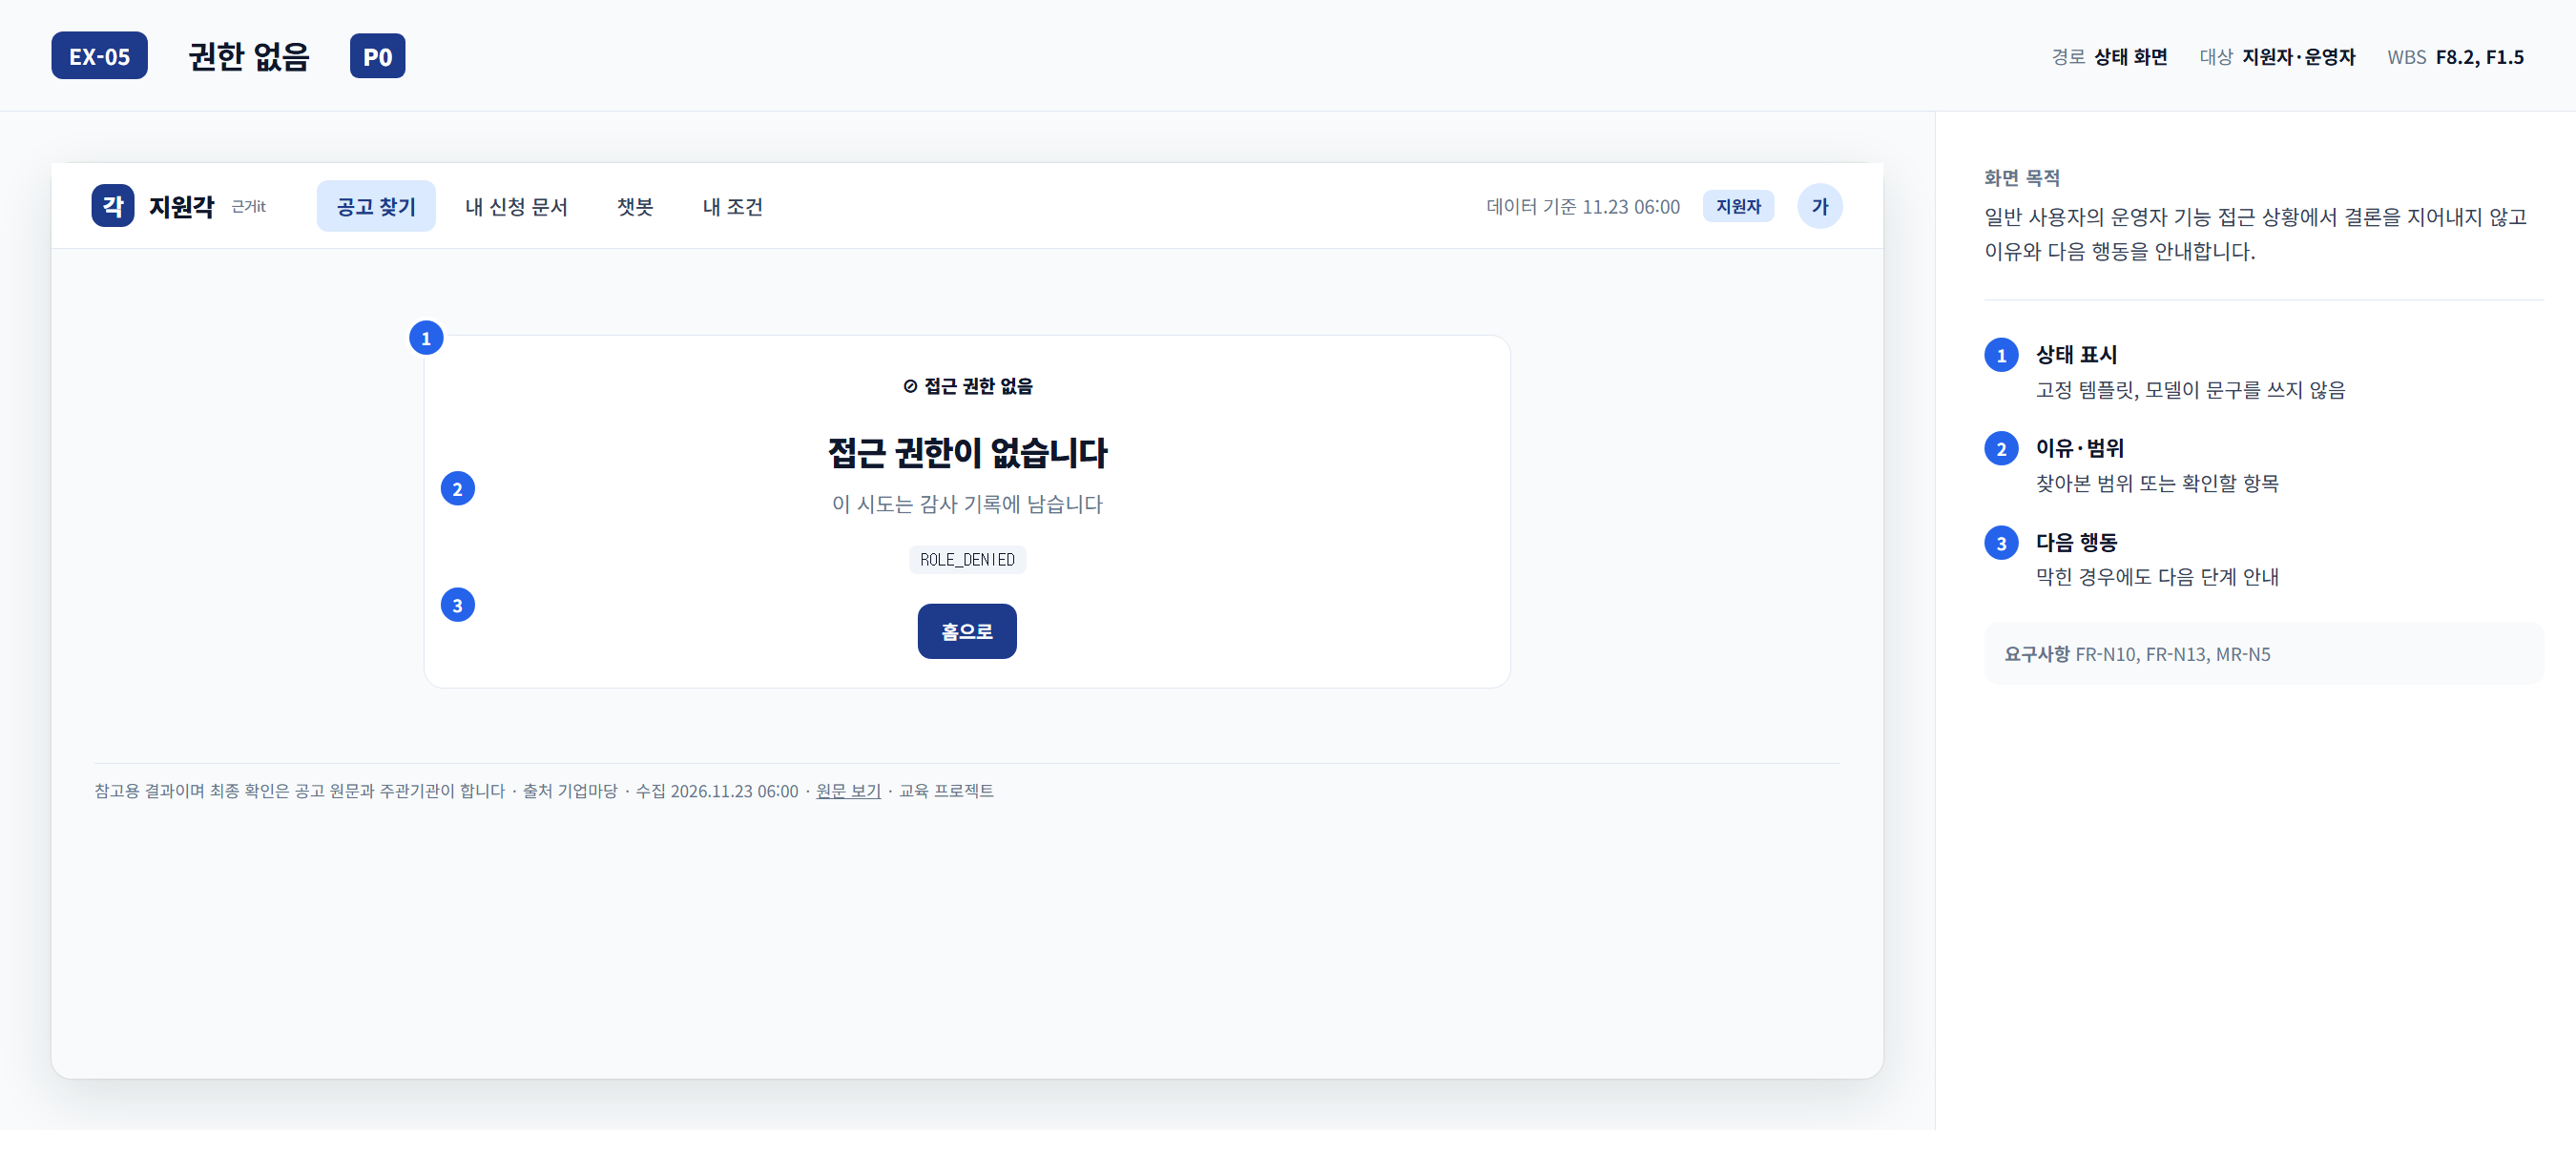 EX-05 권한 없음 P0 경로 상태 화면 대상 지원자·운영자 WBS F8.2, F1.5
각 지원각 근거it 공고 찾기 내 신청 문서 챗봇 내 조건 데이터 기준 11.23 06:00 지원자 가
1
⊘ 접근 권한 없음
접근 권한이 없습니다
2
이 시도는 감사 기록에 남습니다
ROLE_DENIED
3
홈으로
참고용 결과이며 최종 확인은 공고 원문과 주관기관이 합니다 · 출처 기업마당 · 수집 2026.11.23 06:00 · 원문 보기 · 교육 프로젝트
화면 목적
일반 사용자의 운영자 기능 접근 상황에서 결론을 지어내지 않고
이유와 다음 행동을 안내합니다.
1 상태 표시
고정 템플릿, 모델이 문구를 쓰지 않음
2 이유·범위
찾아본 범위 또는 확인할 항목
3 다음 행동
막힌 경우에도 다음 단계 안내
요구사항 FR-N10, FR-N13, MR-N5